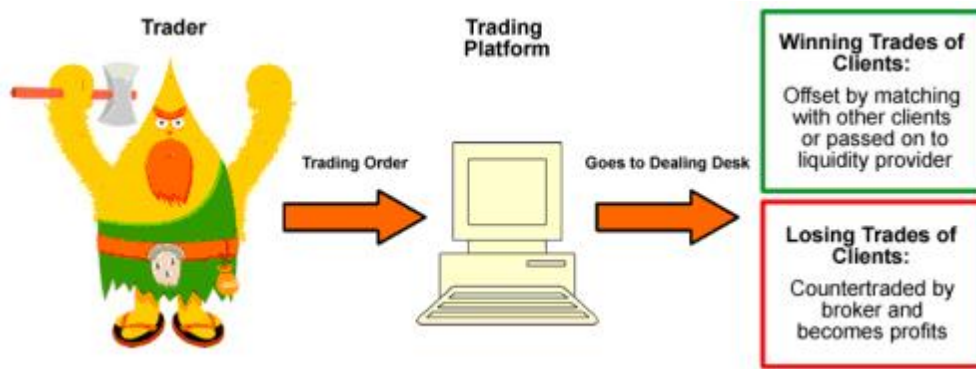 Trader
Trading
Platform
Trading Order
Goes to Dealing Desk
Winning Trades of
Clients:
Offset by matching
with other clients
or passed on to
liquidity provider
Losing Trades of
Clients:
Countertraded by
broker and
becomes profits